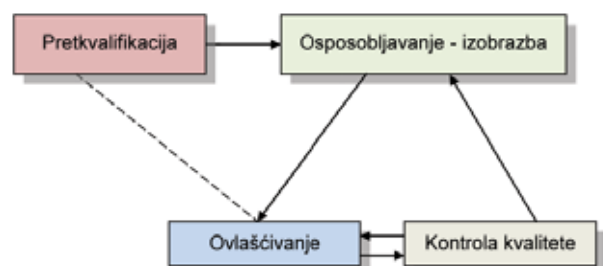 Pretkvalifikacija
Osposobljavanje - izobrazba
Ovlašćivanje
Kontrola kvalitete